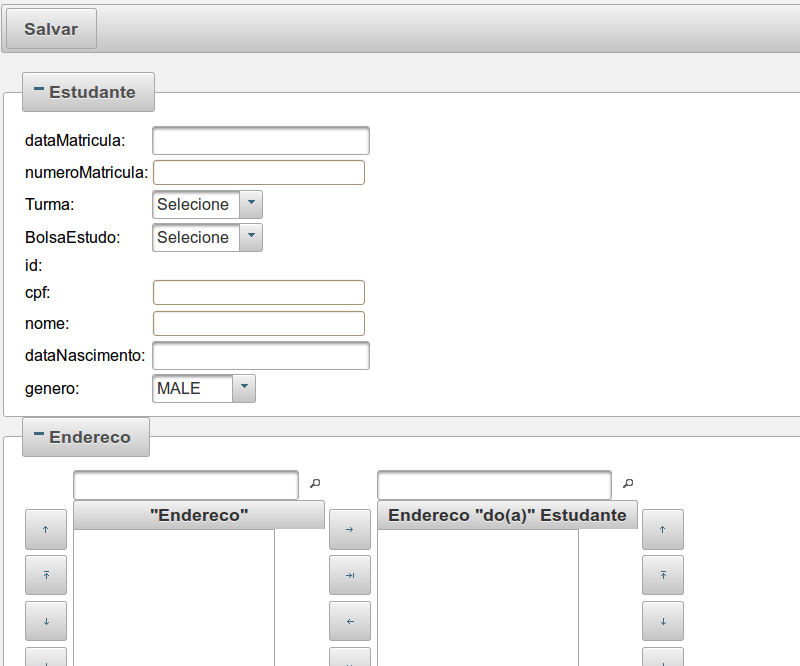 Salvar
Estudante
dataMatricula:
numeroMatricula:
Turma: Selecione
BolsaEstudo: Selecione
id:
cpf:
nome:
dataNascimento:
genero: MALE
Endereco
"Endereco" Endereco "do(a)" Estudante